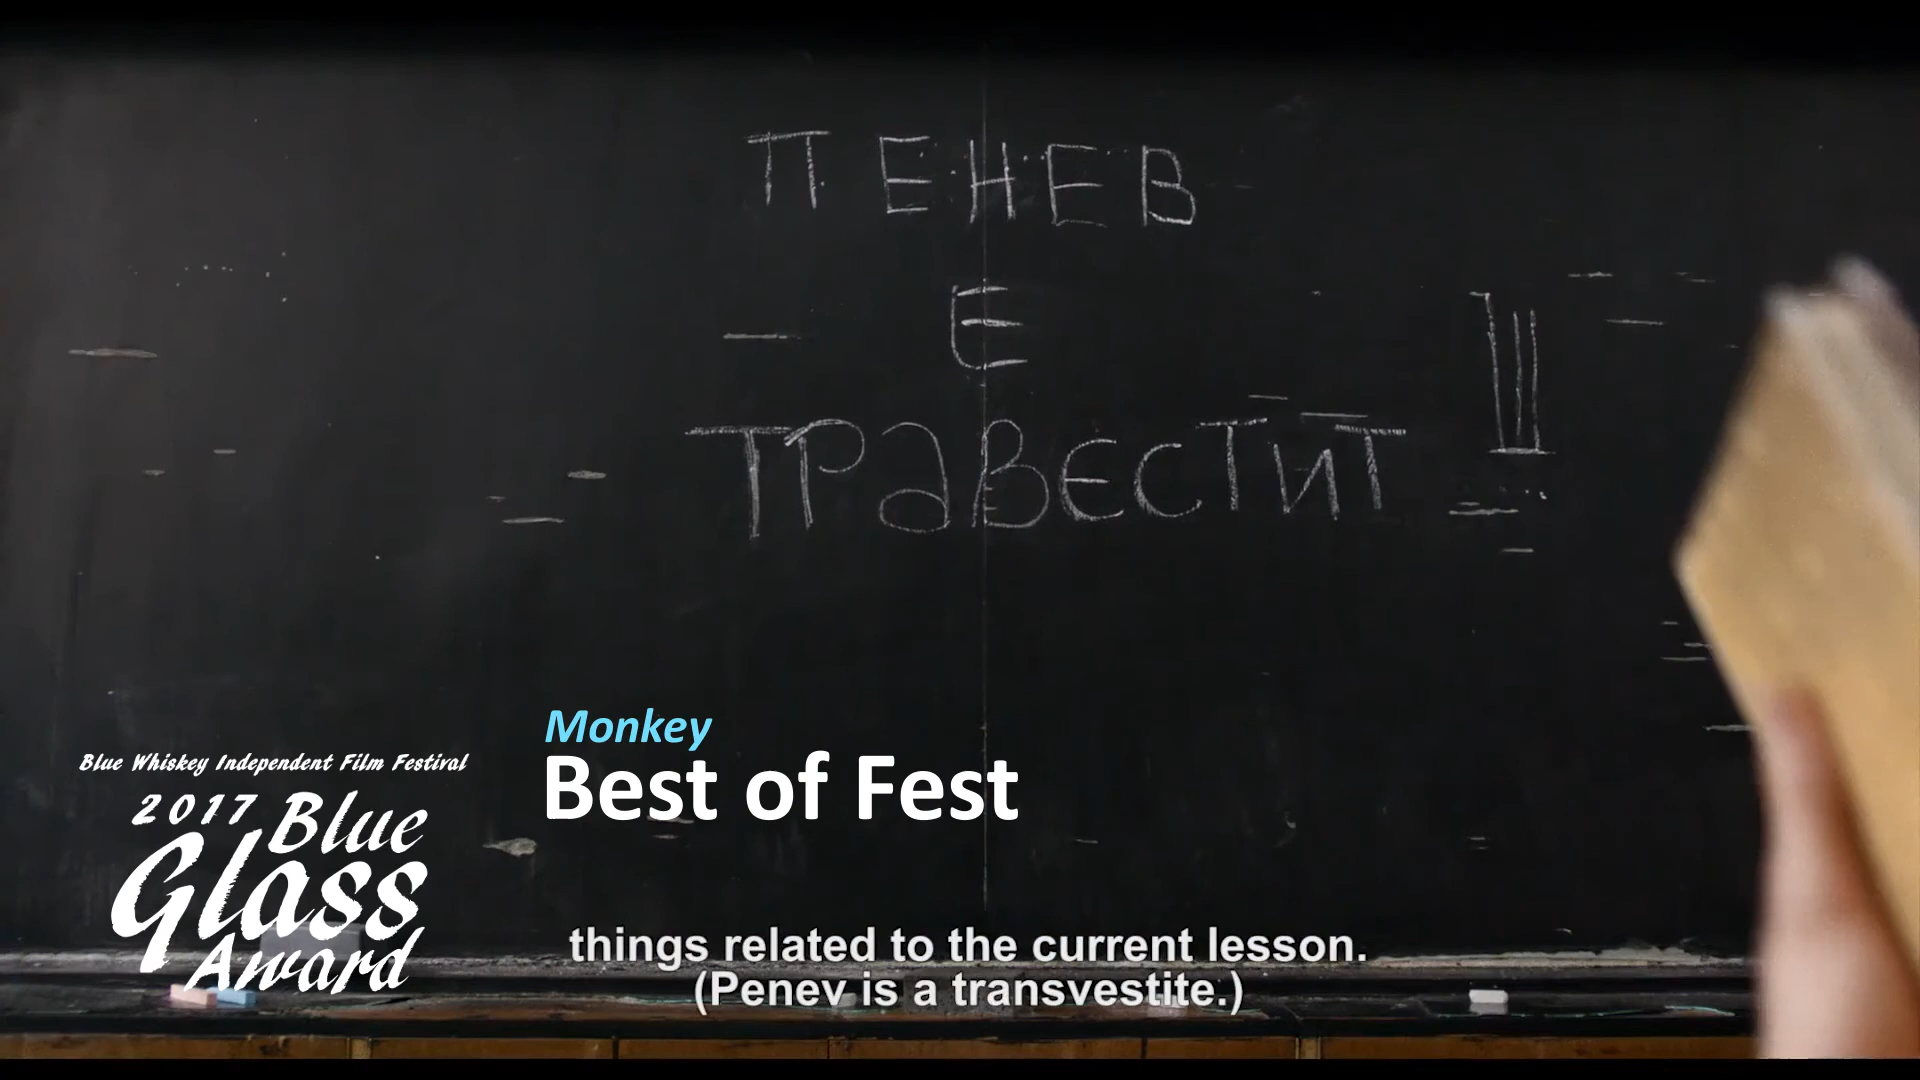 ПЕНЕВ
Е
ТРАВЕСТИТ !!!
Monkey
Best of Fest
Blue Whiskey Independent Film Festival
2017 Blue
Glass
Award
things related to the current lesson.
(Penev is a transvestite.)